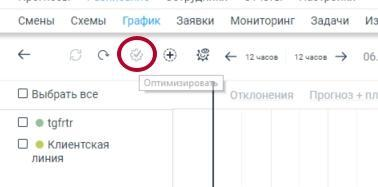 Смены Схемы График Заявки Мониторинг Задачи
12 часов 12 часов 06.
Оптимизировать
Выбрать все Отклонения Прогноз + пл
tgfrtr
Клиентская
линия